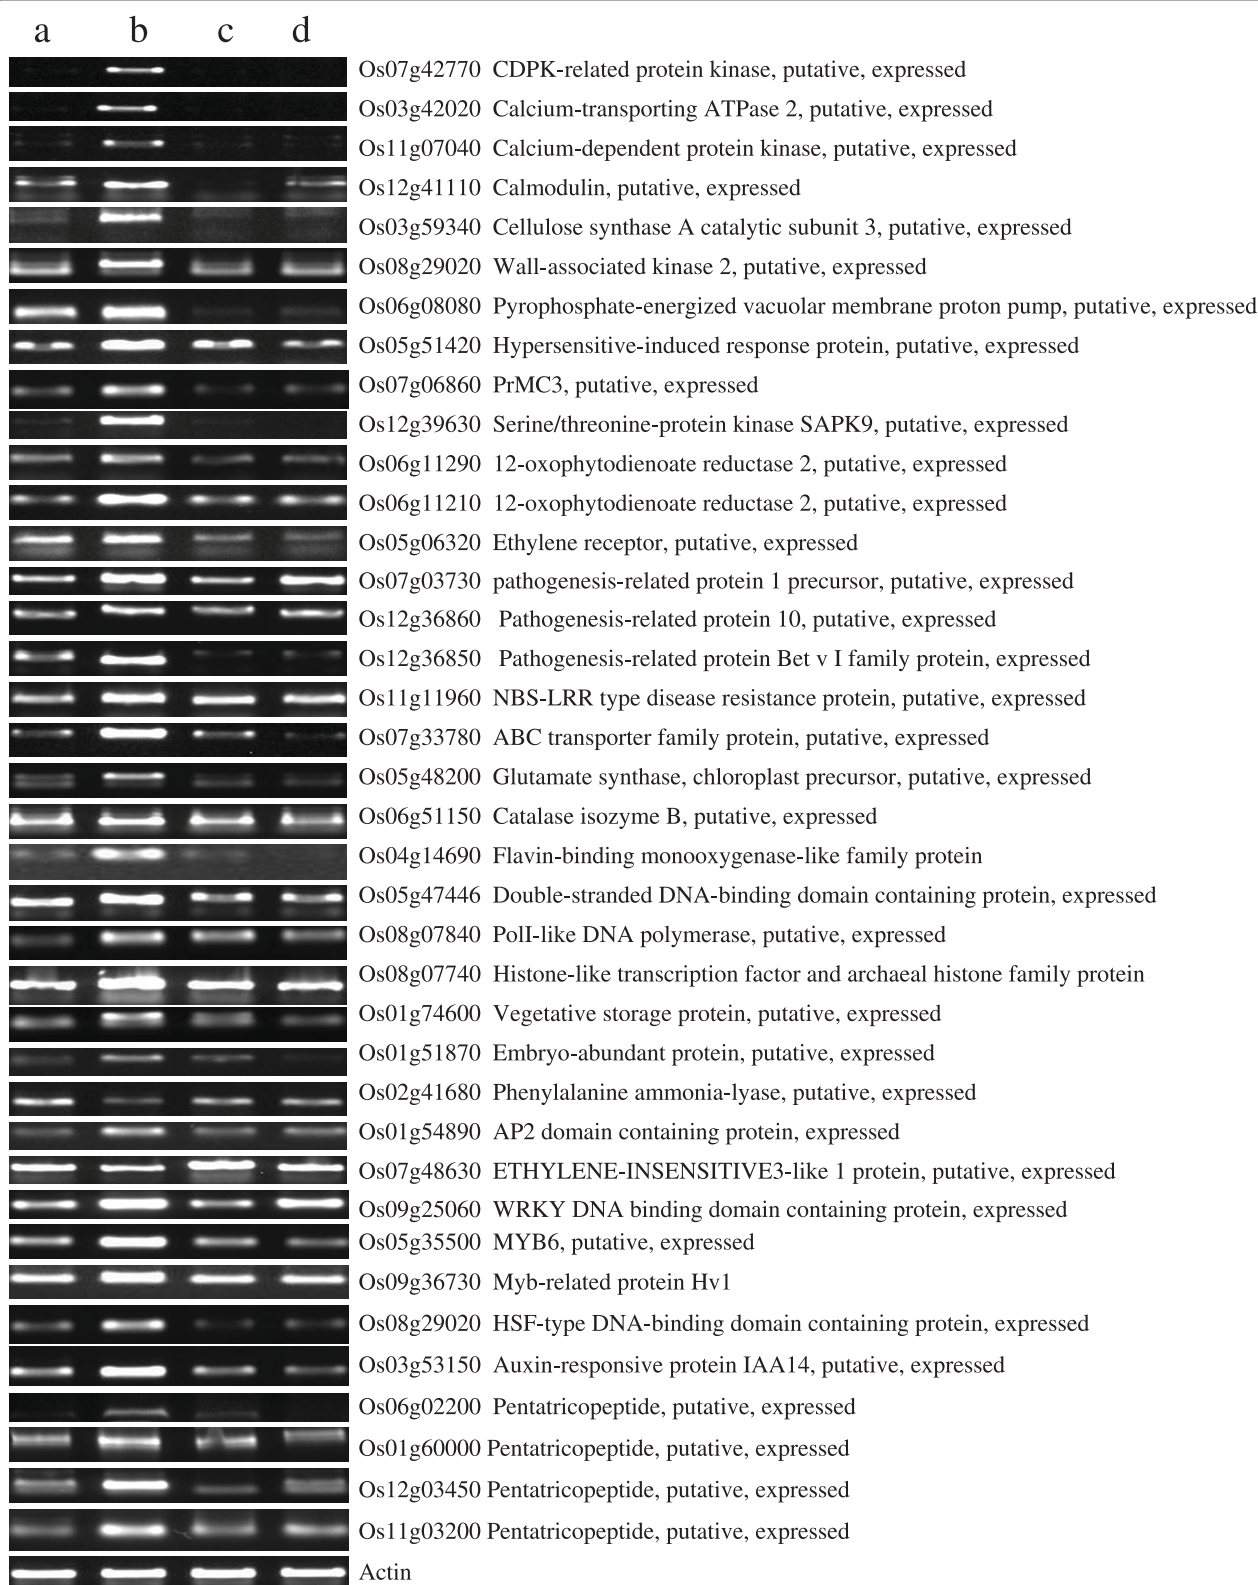 a b c d
Os07g42770 CDPK-related protein kinase, putative, expressed
Os03g42020 Calcium-transporting ATPase 2, putative, expressed
Os11g07040 Calcium-dependent protein kinase, putative, expressed
Os12g41110 Calmodulin, putative, expressed
Os03g59340 Cellulose synthase A catalytic subunit 3, putative, expressed
Os08g29020 Wall-associated kinase 2, putative, expressed
Os06g08080 Pyrophosphate-energized vacuolar membrane proton pump, putative, expressed
Os05g51420 Hypersensitive-induced response protein, putative, expressed
Os07g06860 PrMC3, putative, expressed
Os12g39630 Serine/threonine-protein kinase SAPK9, putative, expressed
Os06g11290 12-oxophytodienoate reductase 2, putative, expressed
Os06g11210 12-oxophytodienoate reductase 2, putative, expressed
Os05g06320 Ethylene receptor, putative, expressed
Os07g03730 pathogenesis-related protein 1 precursor, putative, expressed
Os12g36860 Pathogenesis-related protein 10, putative, expressed
Os12g36850 Pathogenesis-related protein Bet v I family protein, expressed
Os11g11960 NBS-LRR type disease resistance protein, putative, expressed
Os07g33780 ABC transporter family protein, putative, expressed
Os05g48200 Glutamate synthase, chloroplast precursor, putative, expressed
Os06g51150 Catalase isozyme B, putative, expressed
Os04g14690 Flavin-binding monooxygenase-like family protein
Os05g47446 Double-stranded DNA-binding domain containing protein, expressed
Os08g07840 PolI-like DNA polymerase, putative, expressed
Os08g07740 Histone-like transcription factor and archaeal histone family protein
Os01g74600 Vegetative storage protein, putative, expressed
Os01g51870 Embryo-abundant protein, putative, expressed
Os02g41680 Phenylalanine ammonia-lyase, putative, expressed
Os01g54890 AP2 domain containing protein, expressed
Os07g48630 ETHYLENE-INSENSITIVE3-like 1 protein, putative, expressed
Os09g25060 WRKY DNA binding domain containing protein, expressed
Os05g35500 MYB6, putative, expressed
Os09g36730 Myb-related protein Hv1
Os08g29020 HSF-type DNA-binding domain containing protein, expressed
Os03g53150 Auxin-responsive protein IAA14, putative, expressed
Os06g02200 Pentatricopeptide, putative, expressed
Os01g60000 Pentatricopeptide, putative, expressed
Os12g03450 Pentatricopeptide, putative, expressed
Os11g03200 Pentatricopeptide, putative, expressed
Actin